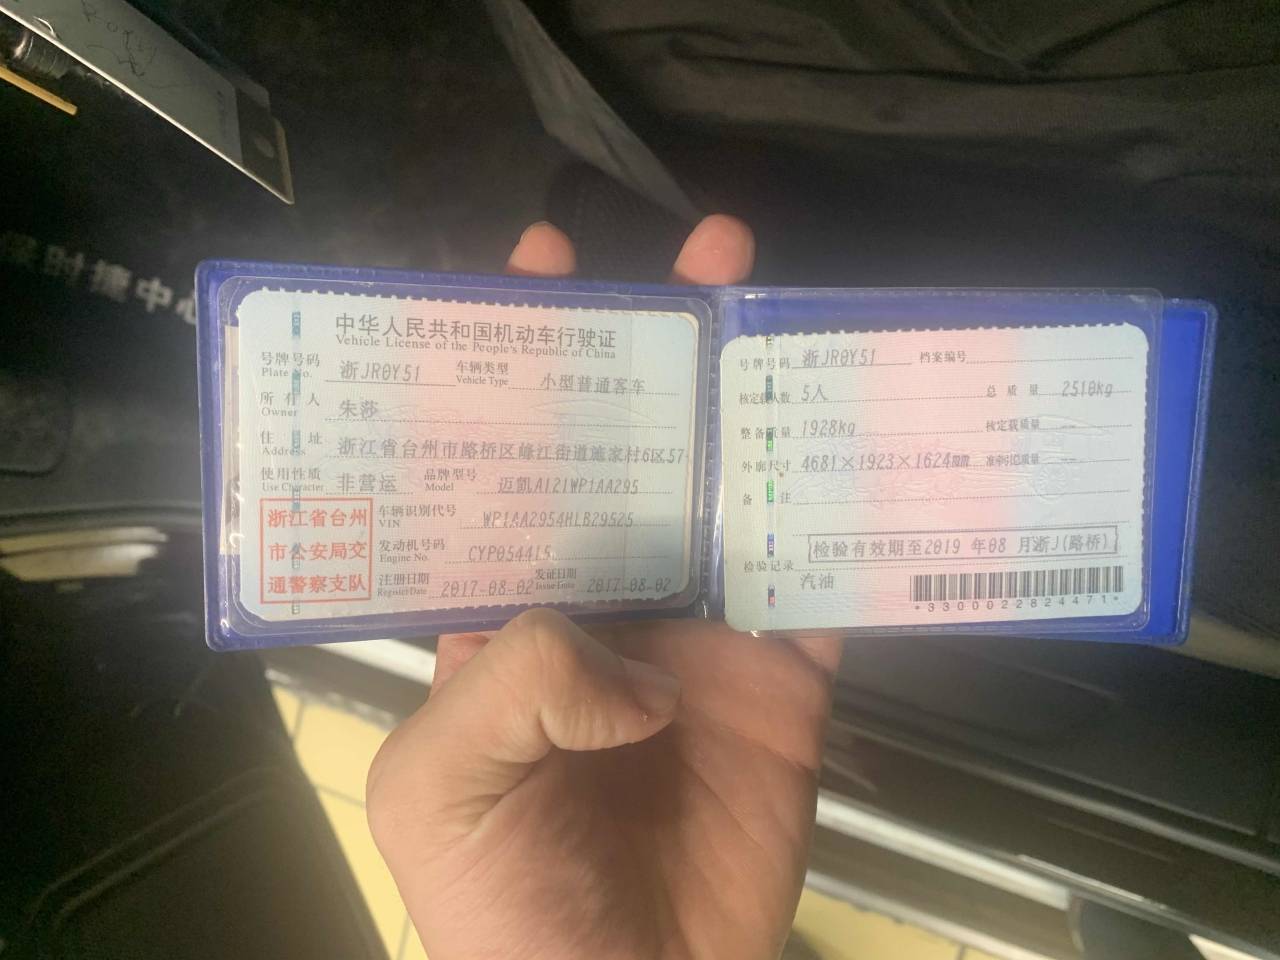 中华人民共和国机动车行驶证
Vehicle License of the People's Republic of China
号牌号码 浙JR0Y51 车辆类型 小型普通客车
Plate No. Vehicle Type
所有人 朱莎
Owner
住址 浙江省台州市路桥区峰江街道施家村6区57-
Address
使用性质 非营运 品牌型号 迈凯A121WP1AA295
Use Character Model
浙江省台州
市公安局交
通警察支队
车辆识别代号 WP1AA2954HLB29525
VIN
发动机号码 CYP054415
Engine No.
注册日期 2017-08-02 发证日期 2017-08-02
Register Date Issue Date
号牌号码 浙JR0Y51 档案编号
核定载人数 5人 总质量 2510kg
整备质量 1928kg 核定载质量 --
外廓尺寸 4681×1923×1624 准牵引总质量 --
备注
检验有效期至2019年08月浙J(路桥)
检验记录
汽油
*3300022824471*
时捷中心